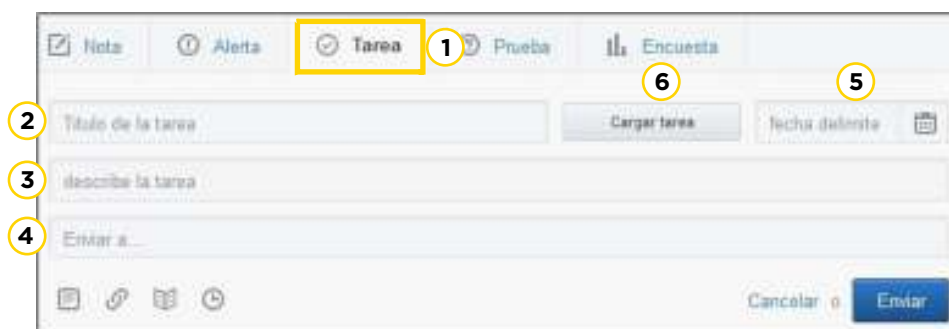 Nota Alerta Tarea 1 Prueba Encuesta
6 5
2 Título de la tarea Cargar tarea fecha delimite
3 describe la tarea
4 Enviar a...
Cancelar o Enviar